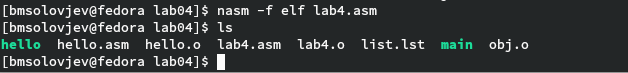 [bmsolovjev@fedora lab04]$ nasm -f elf lab4.asm
[bmsolovjev@fedora lab04]$ ls
hello  hello.asm  hello.o  lab4.asm  lab4.o  list.lst  main  obj.o
[bmsolovjev@fedora lab04]$